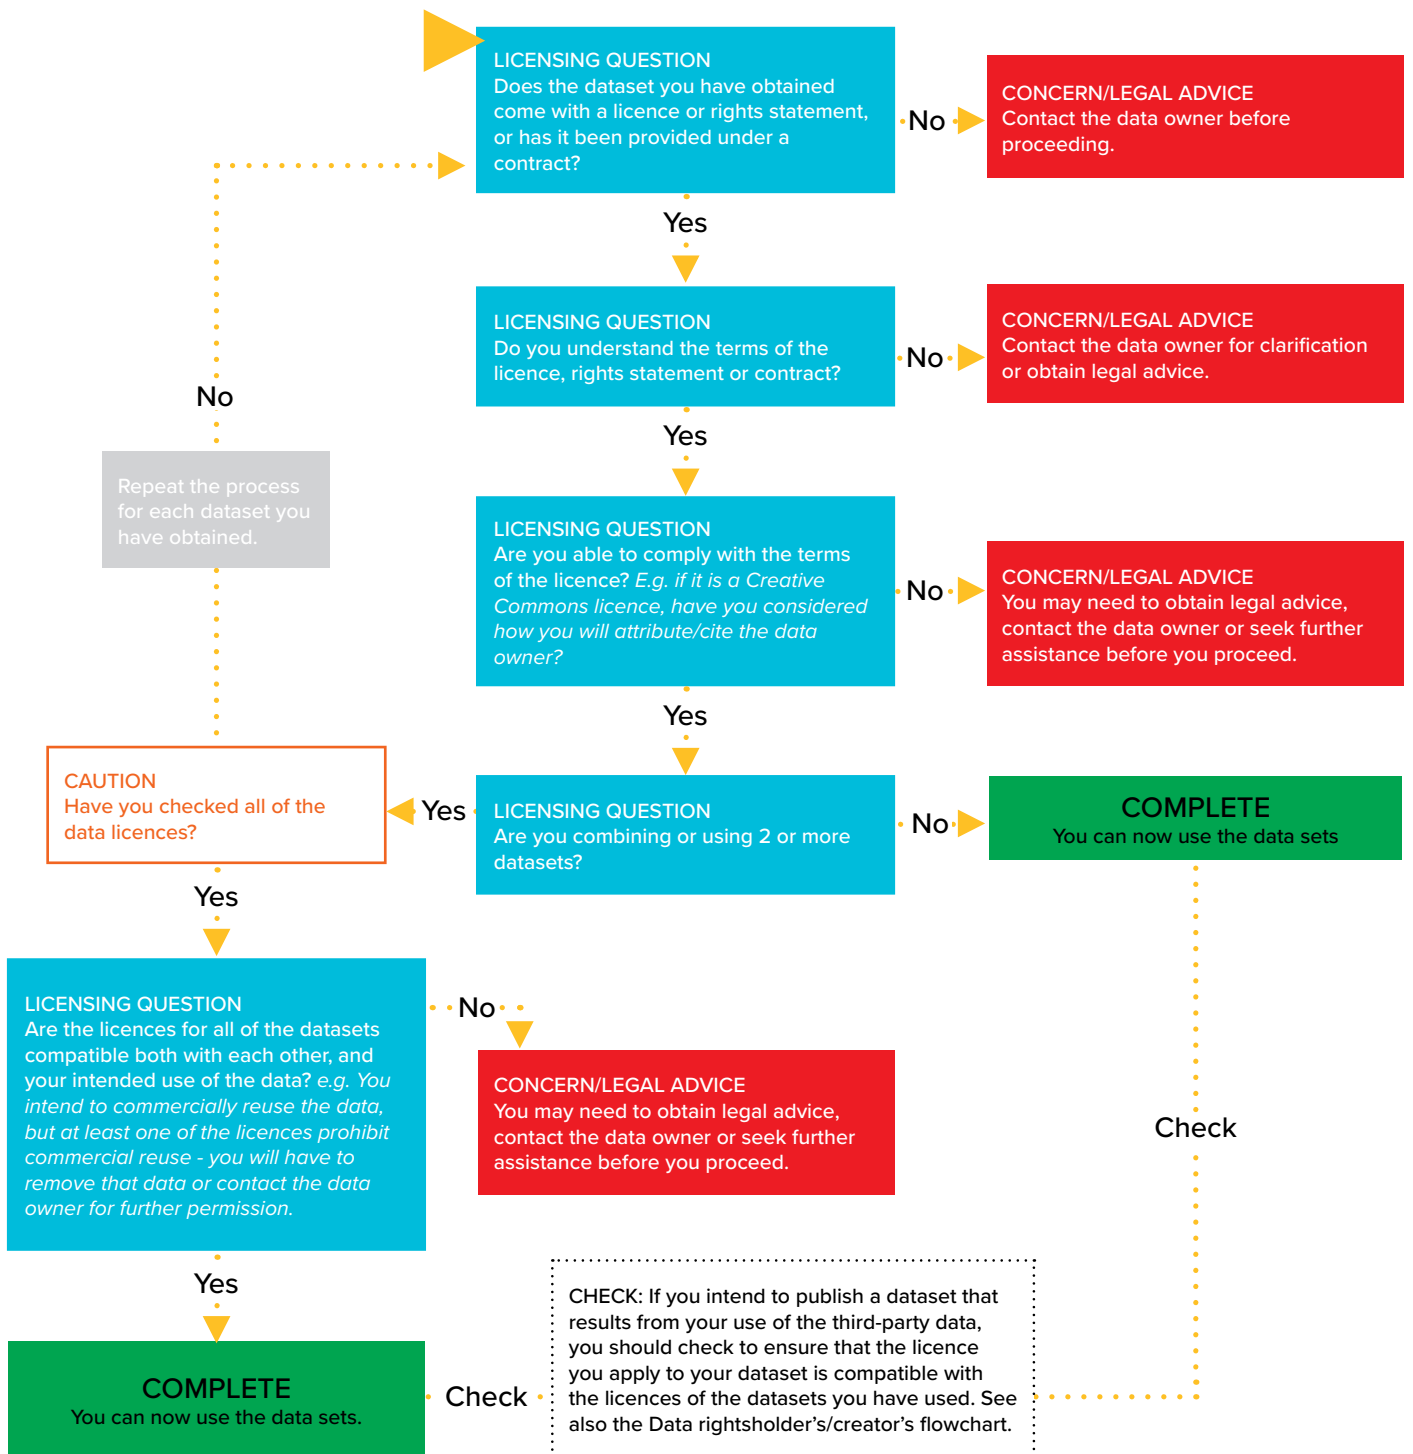 LICENSING QUESTION
Does the dataset you have obtained
come with a licence or rights statement,
or has it been provided under a
contract?
No
CONCERN/LEGAL ADVICE
Contact the data owner before
proceeding.
Yes
LICENSING QUESTION
Do you understand the terms of the
licence, rights statement or contract?
No
CONCERN/LEGAL ADVICE
Contact the data owner for clarification
or obtain legal advice.
Yes
LICENSING QUESTION
Are you able to comply with the terms
of the licence? E.g. if it is a Creative
Commons licence, have you considered
how you will attribute/cite the data
owner?
No
CONCERN/LEGAL ADVICE
You may need to obtain legal advice,
contact the data owner or seek further
assistance before you proceed.
Yes
LICENSING QUESTION
Are you combining or using 2 or more
datasets?
No
COMPLETE
You can now use the data sets
Yes
CAUTION
Have you checked all of the
data licences?
Repeat the process
for each dataset you
have obtained.
No
Yes
LICENSING QUESTION
Are the licences for all of the datasets
compatible both with each other, and
your intended use of the data? e.g. You
intend to commercially reuse the data,
but at least one of the licences prohibit
commercial reuse - you will have to
remove that data or contact the data
owner for further permission.
No
CONCERN/LEGAL ADVICE
You may need to obtain legal advice,
contact the data owner or seek further
assistance before you proceed.
Yes
COMPLETE
You can now use the data sets.
Check
CHECK: If you intend to publish a dataset that
results from your use of the third-party data,
you should check to ensure that the licence
you apply to your dataset is compatible with
the licences of the datasets you have used. See
also the Data rightsholder’s/creator’s flowchart.
Check